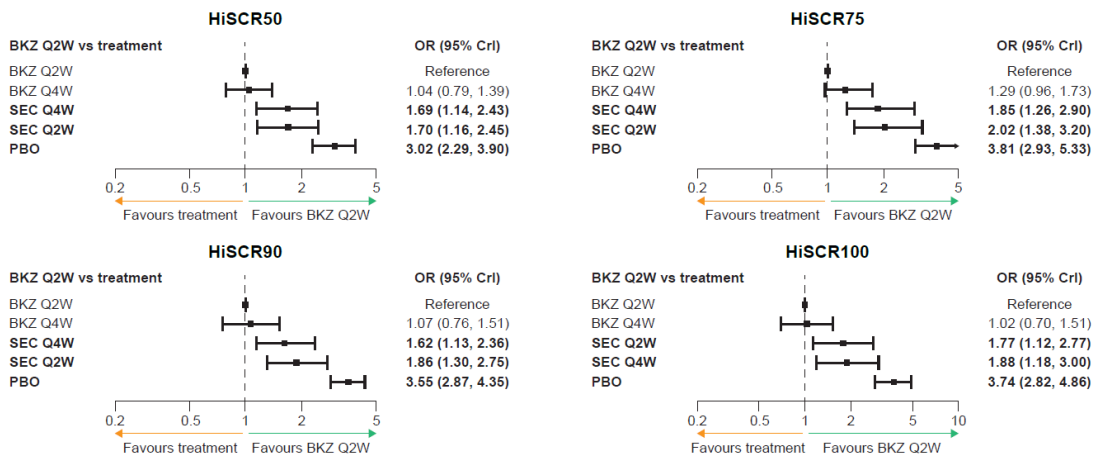 HiSCR50
BKZ Q2W vs treatment OR (95% CrI)
BKZ Q2W Reference
BKZ Q4W 1.04 (0.79, 1.39)
SEC Q4W 1.69 (1.14, 2.43)
SEC Q2W 1.70 (1.16, 2.45)
PBO 3.02 (2.29, 3.90)
0.2 0.5 1 2 5
Favours treatment Favours BKZ Q2W
HiSCR75
BKZ Q2W vs treatment OR (95% CrI)
BKZ Q2W Reference
BKZ Q4W 1.29 (0.96, 1.73)
SEC Q4W 1.85 (1.26, 2.90)
SEC Q2W 2.02 (1.38, 3.20)
PBO 3.81 (2.93, 5.33)
0.2 0.5 1 2 5
Favours treatment Favours BKZ Q2W
HiSCR90
BKZ Q2W vs treatment OR (95% CrI)
BKZ Q2W Reference
BKZ Q4W 1.07 (0.76, 1.51)
SEC Q4W 1.62 (1.13, 2.36)
SEC Q2W 1.86 (1.30, 2.75)
PBO 3.55 (2.87, 4.35)
0.2 0.5 1 2 5
Favours treatment Favours BKZ Q2W
HiSCR100
BKZ Q2W vs treatment OR (95% CrI)
BKZ Q2W Reference
BKZ Q4W 1.02 (0.70, 1.51)
SEC Q2W 1.77 (1.12, 2.77)
SEC Q4W 1.88 (1.18, 3.00)
PBO 3.74 (2.82, 4.86)
0.2 0.5 1 2 5 10
Favours treatment Favours BKZ Q2W